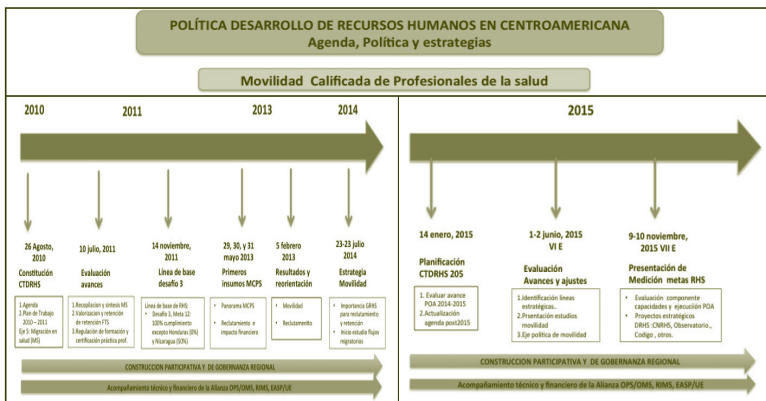 POLÍTICA DESARROLLO DE RECURSOS HUMANOS EN CENTROAMERICANA
Agenda, Política y estrategias
Movilidad Calificada de Profesionales de la salud
2010
2011
2013
2014
26 Agosto,
2010
Constitución
CTDRHS
1.Agenda
2.Plan de Trabajo
2010 – 2011
Eje 5: Migración en
salud (MS)
10 julio, 2011
Evaluación
avances
1.Recopilacion y síntesis MS
2.Valorizacion y retención
de retención FTS
3.Regulación de formación y
certificación práctica prof.
14 noviembre,
2011
Línea de base
desafío 3
Línea de base de RHS:
• Desafío 3, Meta 12:
100% cumplimiento
excepto Honduras (0%)
y Nicaragua (50%)
29, 30, y 31
mayo 2013
Primeros
insumos MCPS
• Panorama MCPS
• Reclutamiento e
impacto financiera
5 febrero
2013
Resultados y
reorientación
• Movilidad
• Reclutamertto
23-23 julio
2014
Estrategia
Movilidad
• Importancia GRHS
para reclutamiento
y retención
• Inicio estudio flujos
migratorios
CONSTRUCCION PARTICIPATIVA Y DE GOBERNANZA REGIONAL
Acompañamiento técnico y financiero de la Alianza OPS/OMS, RIMS, EASP/UE
2015
14 enero, 2015
Planificación
CTDRHS 205
1. Evaluar avance
POA 2014-2015
2.Actualización
agenda post2015
1-2 junio, 2015
VI E
Evaluación
Avances y ajustes
1.Identificación líneas
estratégicas..
2.Presntación estudios
movilidad
3.Eje política de movilidad
9-10 noviembre,
2015 VII E
Presentación de
Medición metas RHS
• Evaluación componente
capacidades y ejecución POA
• Proyectos estratégicos
DRHS :CNRHS, Observatorio.,
Codigo , otros.
CONSTRUCCION PARTICIPATIVA Y DE GOBERNANZA REGIONAL
Acompañamiento técnico y financiero de la Alianza OPS/OMS, RIMS, EASP/UE